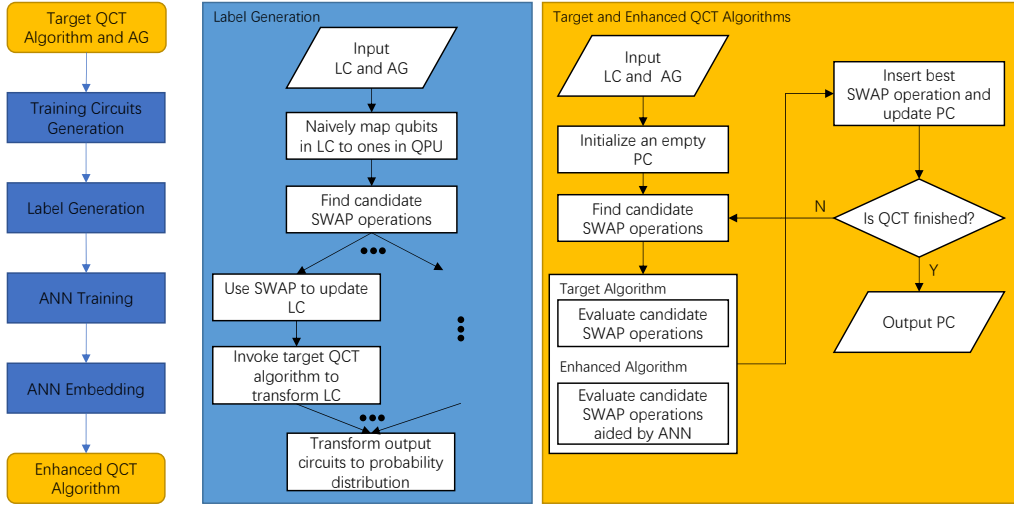 Target QCT
Algorithm and AG
Training Circuits
Generation
Label Generation
ANN Training
ANN Embedding
Enhanced QCT
Algorithm
Label Generation
Input
LC and AG
Naively map qubits
in LC to ones in QPU
Find candidate
SWAP operations
Use SWAP to update
LC
Invoke target QCT
algorithm to
transform LC
Transform output
circuits to probability
distribution
Target and Enhanced QCT Algorithms
Input
LC and AG
Initialize an empty
PC
Find candidate
SWAP operations
Target Algorithm
Evaluate candidate
SWAP operations
Enhanced Algorithm
Evaluate candidate
SWAP operations
aided by ANN
Insert best
SWAP operation and
update PC
Is QCT finished?
N
Y
Output PC